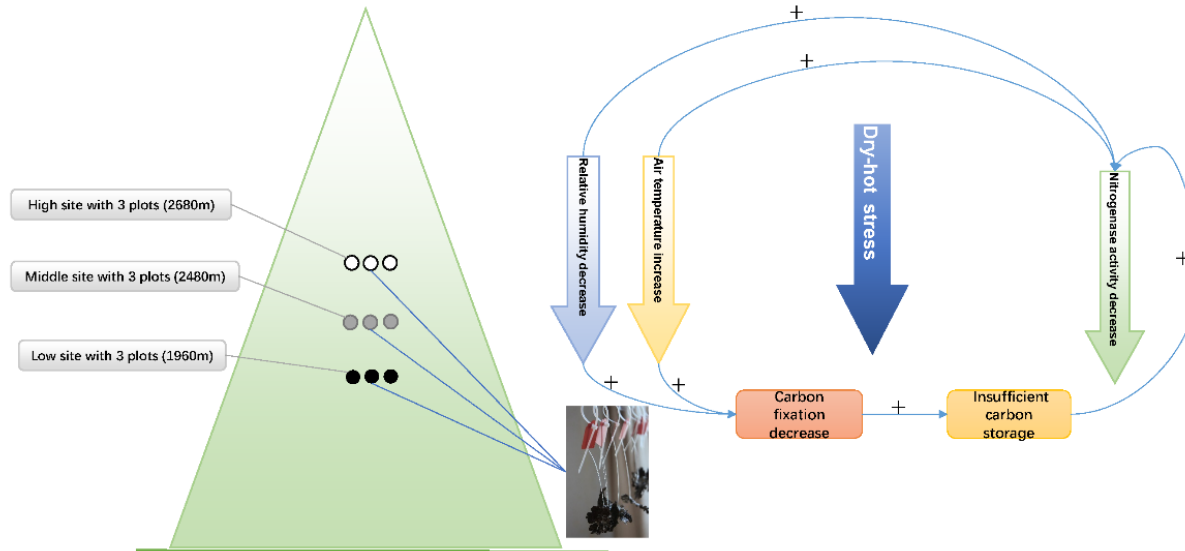 High site with 3 plots (2680m)
Middle site with 3 plots (2480m)
Low site with 3 plots (1960m)
+
+
Relative humidity decrease
Air temperature increase
Dry-hot stress
Nitrogenase activity decrease
+
+
+
Carbon
fixation
decrease
+
Insufficient
carbon
storage